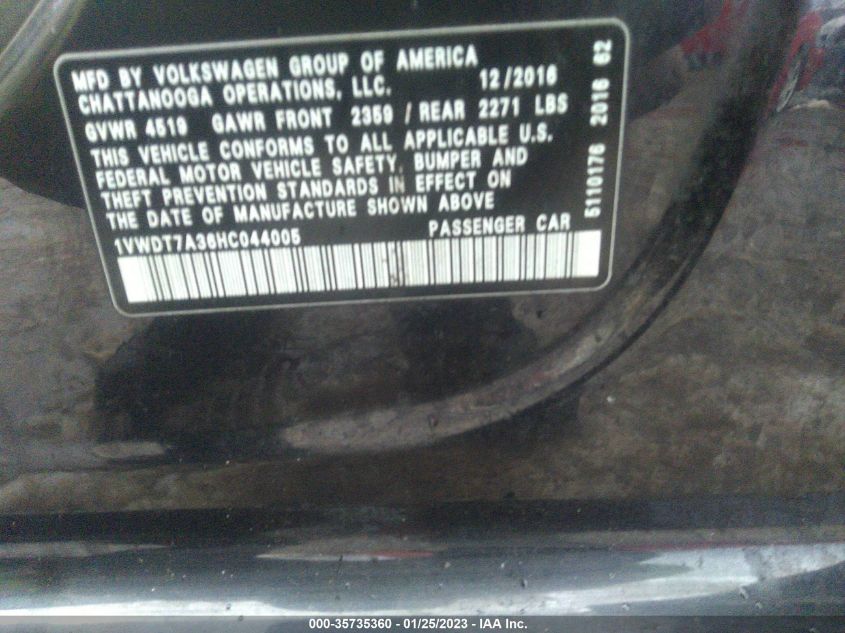 MFD BY VOLKSWAGEN GROUP OF AMERICA
CHATTANOOGA OPERATIONS, LLC. 12/2016
GVWR 4519 GAWR FRONT 2359 / REAR 2271 LBS
THIS VEHICLE CONFORMS TO ALL APPLICABLE U.S.
FEDERAL MOTOR VEHICLE SAFETY, BUMPER AND
THEFT PREVENTION STANDARDS IN EFFECT ON
THE DATE OF MANUFACTURE SHOWN ABOVE
1VWDT7A36HC044005 PASSENGER CAR
5110176 2016 62
000-35735360 - 01/25/2023 - IAA Inc.